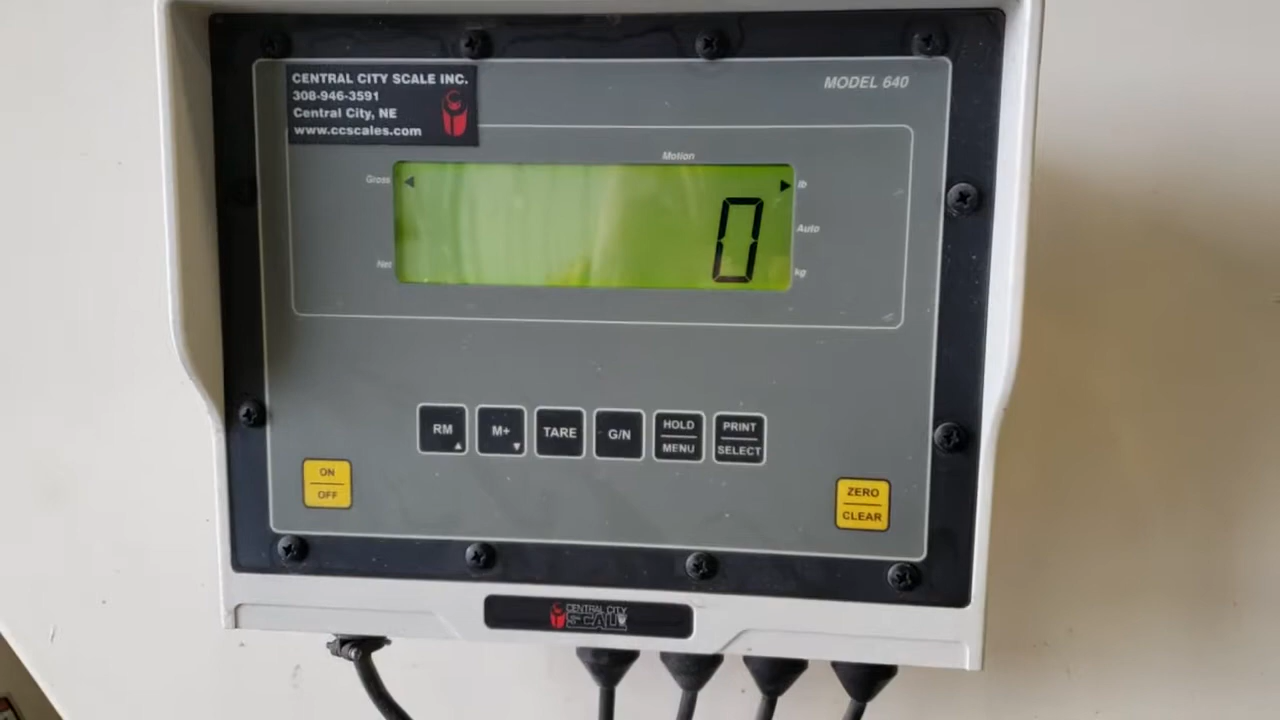 CENTRAL CITY SCALE INC.
308-946-3591
Central City, NE
www.ccscales.com
MODEL 640
Motion
Gross
lb
Auto
Net
kg
0
RM
M+
TARE
G/N
HOLD
MENU
PRINT
SELECT
ON
OFF
ZERO
CLEAR
CENTRAL CITY
SCALE